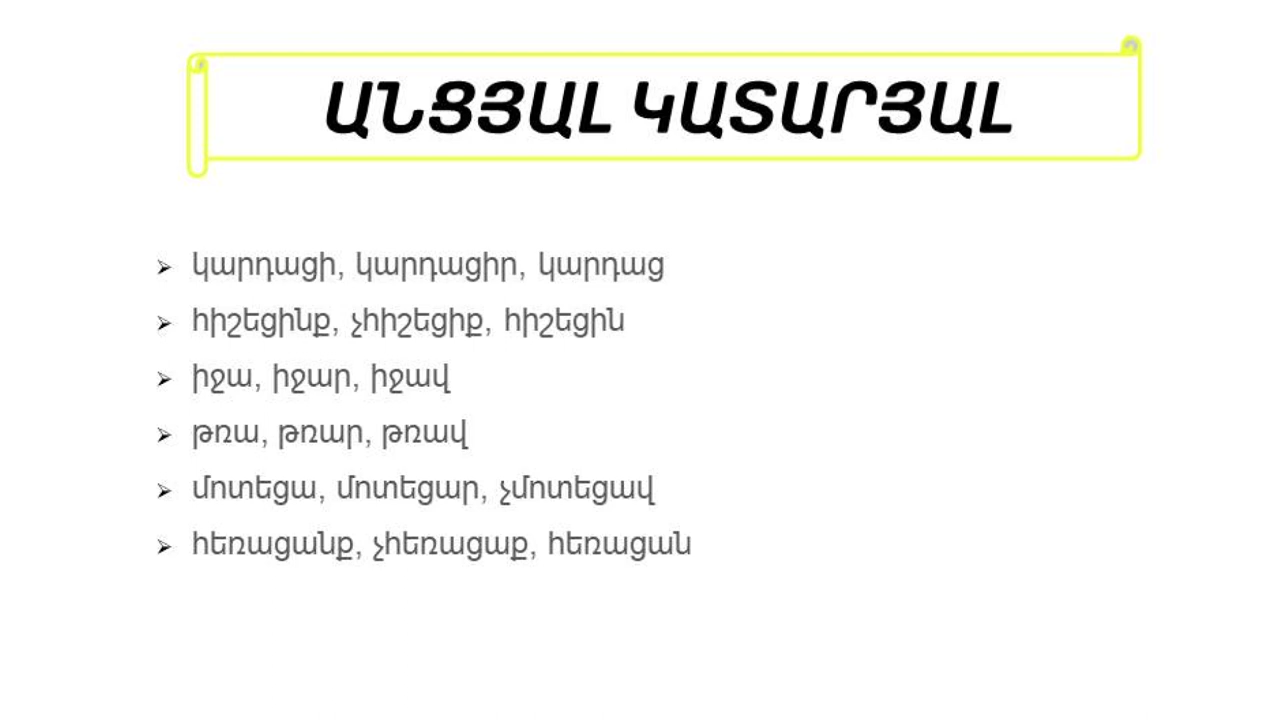 ԱՆՑՅԱԼ ԿԱՏԱՐՅԱԼ
կարդացի, կարդացիր, կարդաց
հիշեցինք, չհիշեցիք, հիշեցին
իջա, իջար, իջավ
թռա, թռար, թռավ
մոտեցա, մոտեցար, չմոտեցավ
հեռացանք, չհեռացաք, հեռացան